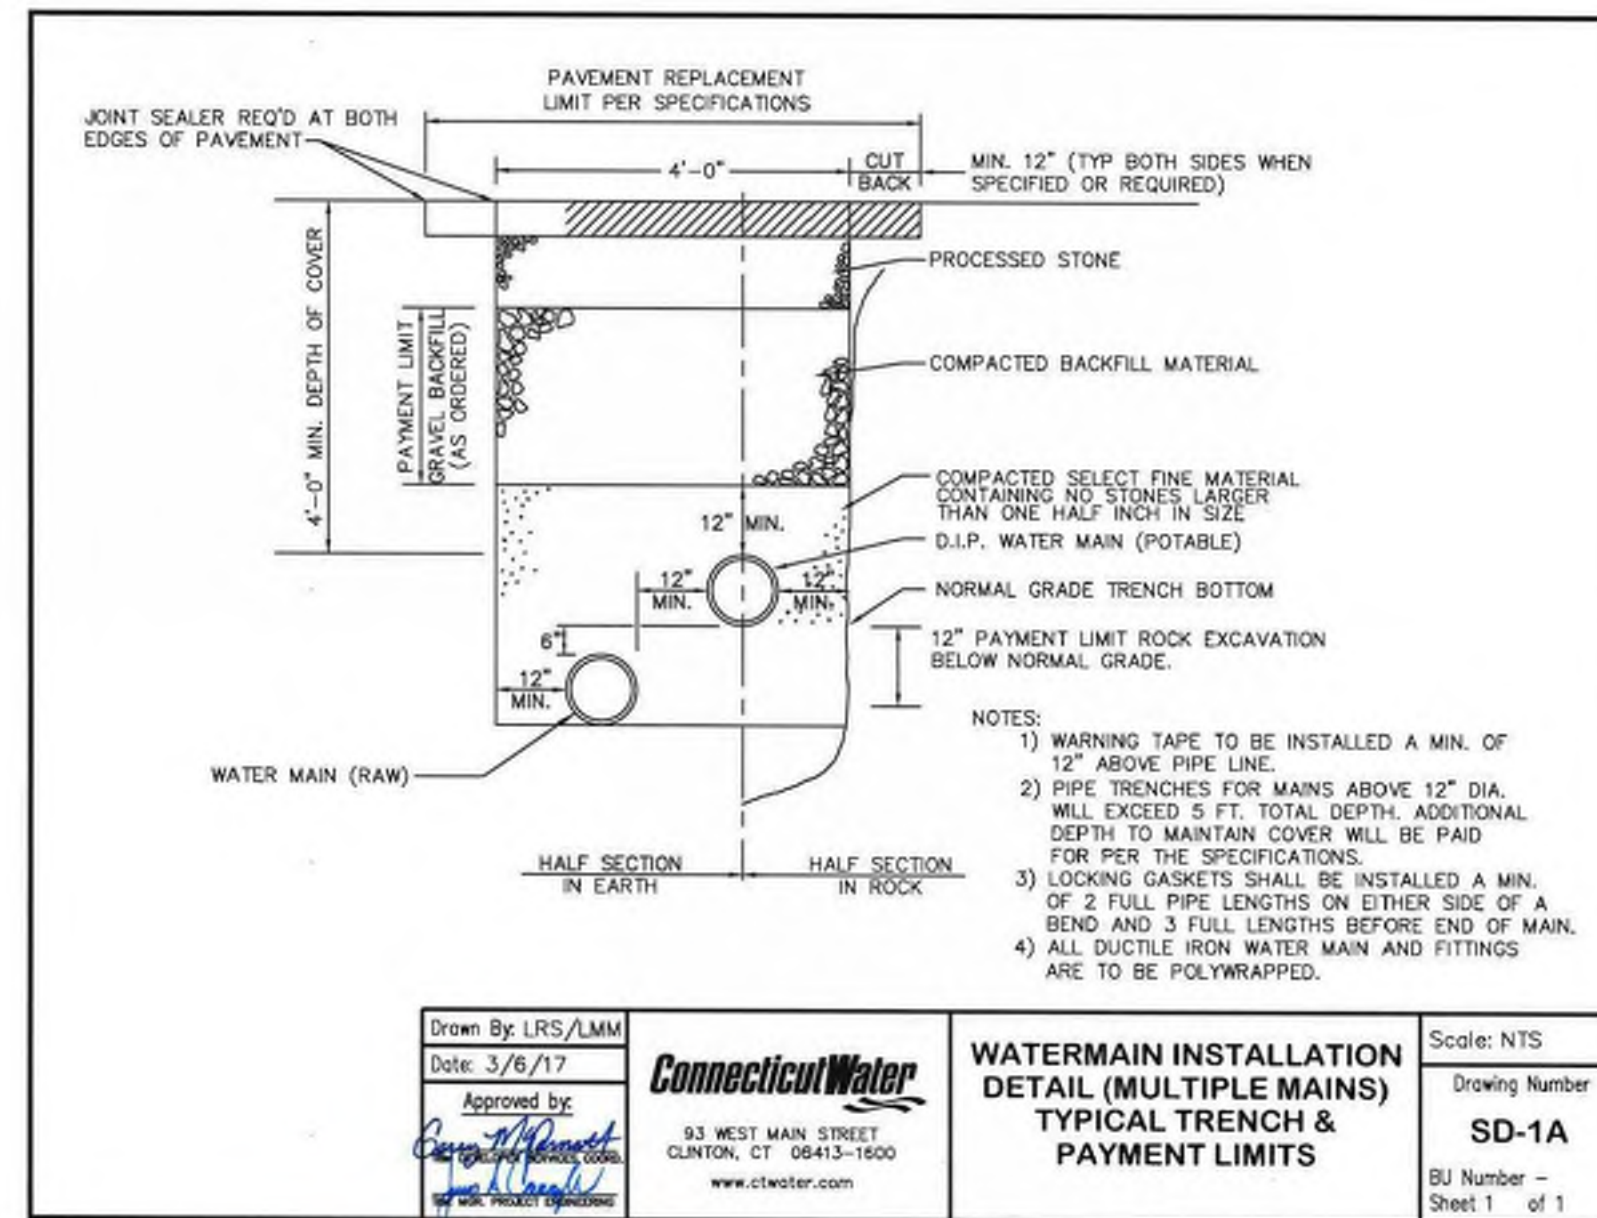 PAVEMENT REPLACEMENT
LIMIT PER SPECIFICATIONS
JOINT SEALER REQ'D AT BOTH
EDGES OF PAVEMENT
4'-0"
CUT
BACK
MIN. 12" (TYP BOTH SIDES WHEN
SPECIFIED OR REQUIRED)
4'-0" MIN. DEPTH OF COVER
PAYMENT LIMIT
GRAVEL BACKFILL
(AS ORDERED)
PROCESSED STONE
COMPACTED BACKFILL MATERIAL
COMPACTED SELECT FINE MATERIAL
CONTAINING NO STONES LARGER
THAN ONE HALF INCH IN SIZE
12" MIN.
D.I.P. WATER MAIN (POTABLE)
12"
MIN.
12"
MIN.
NORMAL GRADE TRENCH BOTTOM
6"
12" PAYMENT LIMIT ROCK EXCAVATION
BELOW NORMAL GRADE.
12"
MIN.
WATER MAIN (RAW)
HALF SECTION
IN EARTH
HALF SECTION
IN ROCK
NOTES:
1) WARNING TAPE TO BE INSTALLED A MIN. OF
12" ABOVE PIPE LINE.
2) PIPE TRENCHES FOR MAINS ABOVE 12" DIA.
WILL EXCEED 5 FT. TOTAL DEPTH. ADDITIONAL
DEPTH TO MAINTAIN COVER WILL BE PAID
FOR PER THE SPECIFICATIONS.
3) LOCKING GASKETS SHALL BE INSTALLED A MIN.
OF 2 FULL PIPE LENGTHS ON EITHER SIDE OF A
BEND AND 3 FULL LENGTHS BEFORE END OF MAIN.
4) ALL DUCTILE IRON WATER MAIN AND FITTINGS
ARE TO BE POLYWRAPPED.
Drawn By: LRS/LMM
Date: 3/6/17
Approved by:
COORD.
MGR. PROJECT ENGINEERING
ConnecticutWater
93 WEST MAIN STREET
CLINTON, CT 06413-1600
www.ctwater.com
WATERMAIN INSTALLATION
DETAIL (MULTIPLE MAINS)
TYPICAL TRENCH &
PAYMENT LIMITS
Scale: NTS
Drawing Number
SD-1A
BU Number -
Sheet 1 of 1